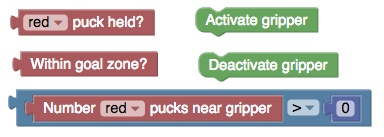 red puck held?
Activate gripper
Within goal zone?
Deactivate gripper
Number red pucks near gripper > 0